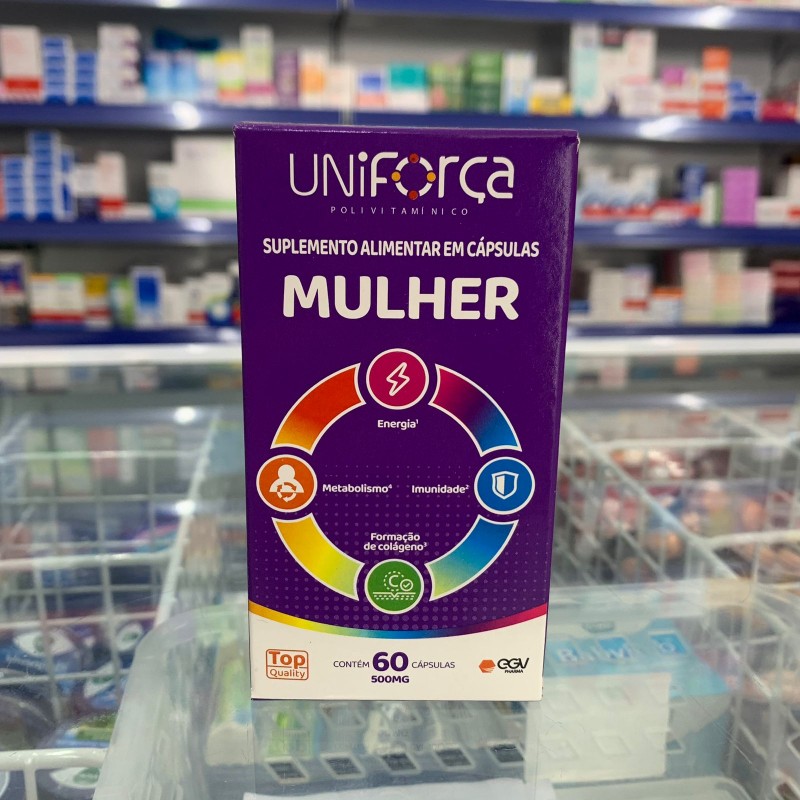 UNiFORÇA
POLIVITAMÍNICO
SUPLEMENTO ALIMENTAR EM CÁPSULAS
MULHER
Energia¹
Metabolismo⁴ Imunidade²
Formação
de colágeno³
C
Top
Quality
CONTÉM 60 CÁPSULAS
500MG
GGV
PHARMA